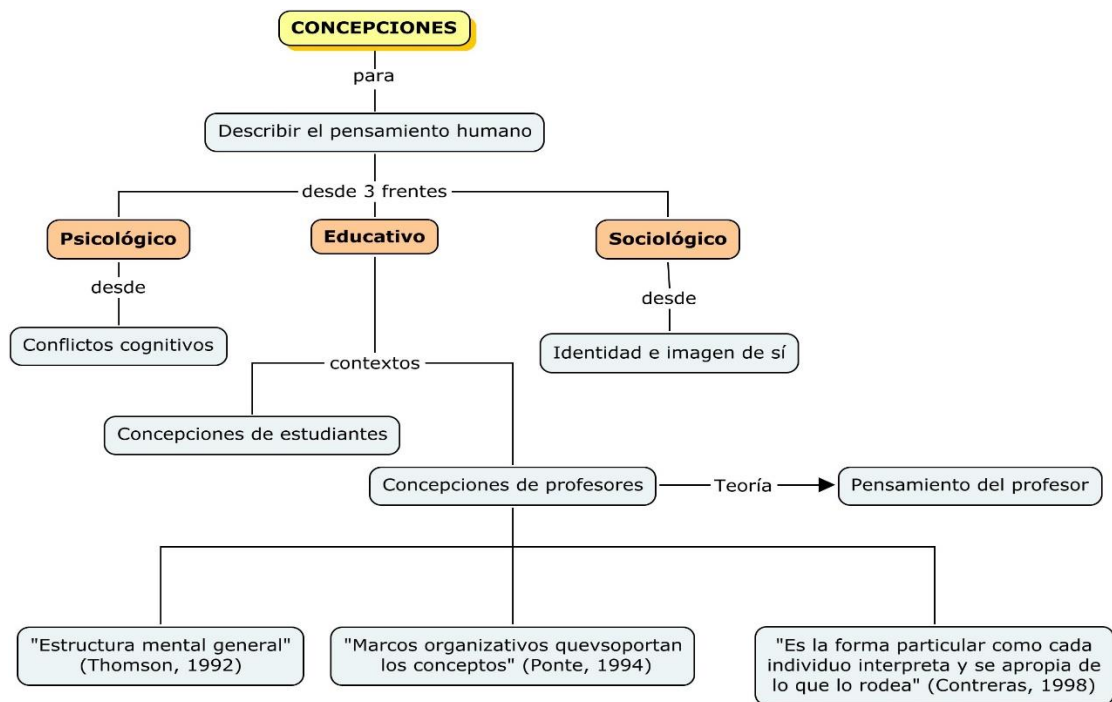 CONCEPCIONES
para
Describir el pensamiento humano
desde 3 frentes
Psicológico
Educativo
Sociológico
desde
desde
Conflictos cognitivos
Identidad e imagen de sí
contextos
Concepciones de estudiantes
Concepciones de profesores
Teoría
Pensamiento del profesor
"Estructura mental general"
(Thomson, 1992)
"Marcos organizativos quevsoportan
los conceptos" (Ponte, 1994)
"Es la forma particular como cada
individuo interpreta y se apropia de
lo que lo rodea" (Contreras, 1998)